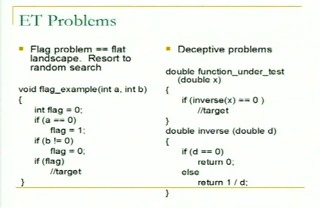 ET Problems
Flag problem == flat
landscape. Resort to
random search
void flag_example(int a, int b)
{
int flag = 0;
if (a == 0)
flag = 1;
if (b != 0)
flag = 0;
if (flag)
//target
}
Deceptive problems
double function_under_test
(double x)
{
if (inverse(x) == 0 )
//target
}
double inverse (double d)
{
if (d == 0)
return 0;
else
return 1 / d;
}